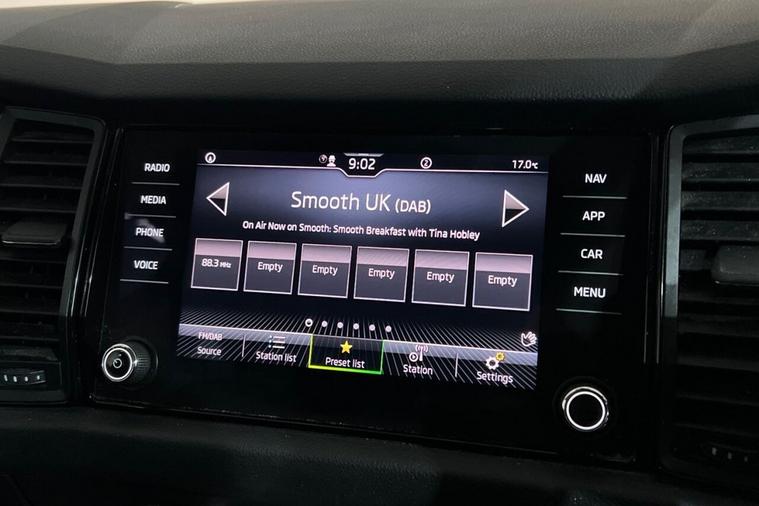 RADIO
MEDIA
PHONE
VOICE
9:02
2
17.0°C
Smooth UK (DAB)
On Air Now on Smooth: Smooth Breakfast with Tina Hobley
88.3 MHz
Empty
Empty
Empty
Empty
Empty
FM/DAB
Source
Station list
Preset list
Station
Settings
NAV
APP
CAR
MENU